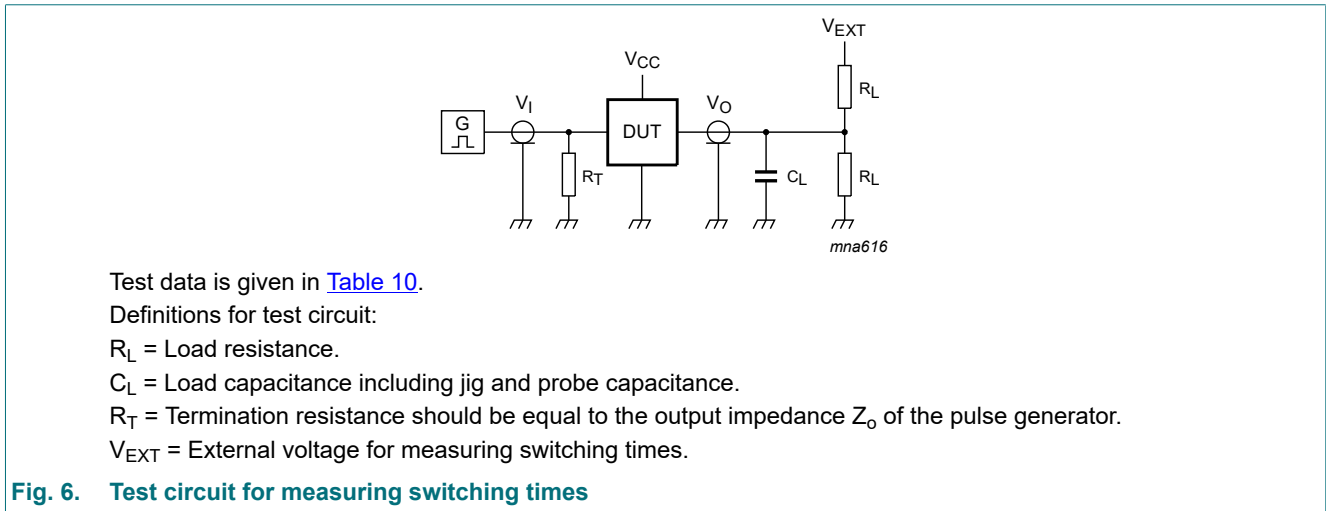 VEXT
VCC
RL
VI
VO
G
DUT
RT
CL
RL
mna616
Test data is given in Table 10.
Definitions for test circuit:
RL = Load resistance.
CL = Load capacitance including jig and probe capacitance.
RT = Termination resistance should be equal to the output impedance Zo of the pulse generator.
VEXT = External voltage for measuring switching times.
Fig. 6. Test circuit for measuring switching times